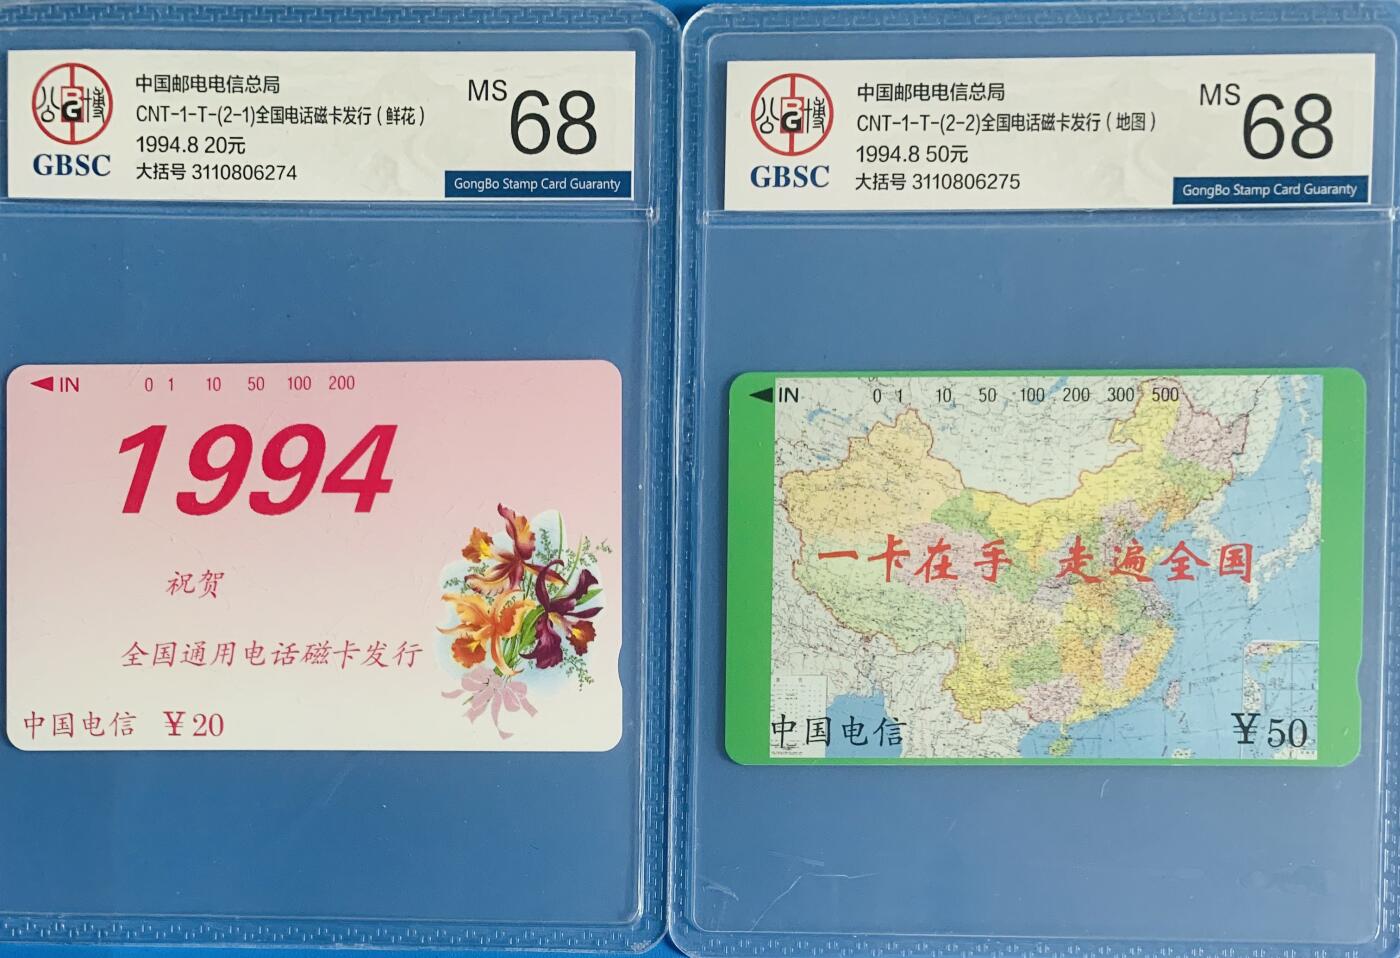 中国邮电电信总局
CNT-1-T-(2-1)全国电话磁卡发行（鲜花）
1994.8 20元
大括号 3110806274
MS 68
公 BG 博
GBSC
GongBo Stamp Card Guaranty
IN 0 1 10 50 100 200
1994
祝贺
全国通用电话磁卡发行
中国电信 ¥20
中国邮电电信总局
CNT-1-T-(2-2)全国电话磁卡发行（地图）
1994.8 50元
大括号 3110806275
MS 68
公 BG 博
GBSC
GongBo Stamp Card Guaranty
IN 0 1 10 50 100 200 300 500
一卡在手 走遍全国
中国电信 ¥50